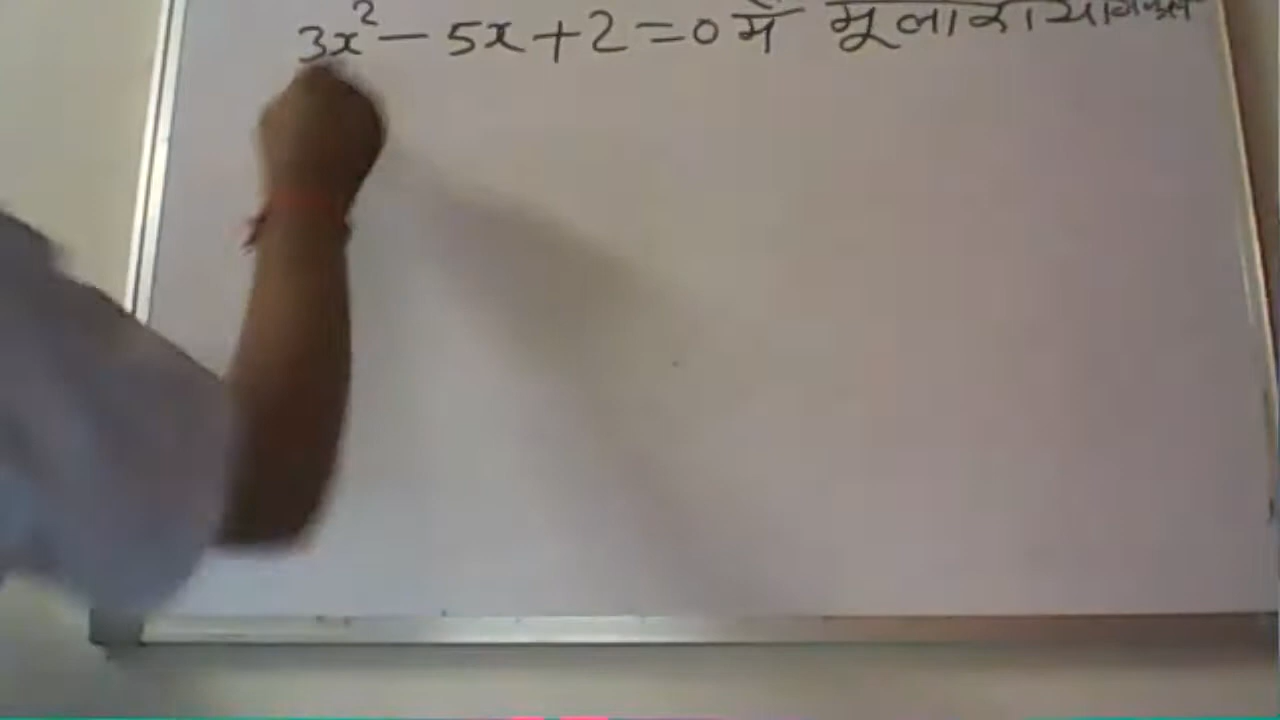 3x² − 5x + 2 = 0 में मूलों का